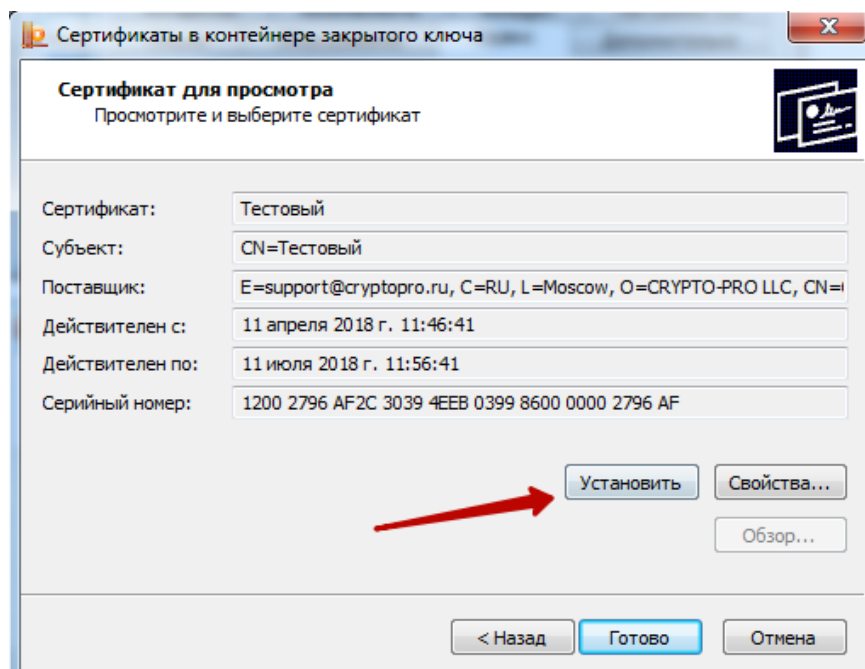 Сертификаты в контейнере закрытого ключа
Сертификат для просмотра
Просмотрите и выберите сертификат
Сертификат: Тестовый
Субъект: CN=Тестовый
Поставщик: E=support@cryptopro.ru, C=RU, L=Moscow, O=CRYPTO-PRO LLC, CN=
Действителен с: 11 апреля 2018 г. 11:46:41
Действителен по: 11 июля 2018 г. 11:56:41
Серийный номер: 1200 2796 AF2C 3039 4EEB 0399 8600 0000 2796 AF
Установить Свойства...
Обзор...
< Назад Готово Отмена